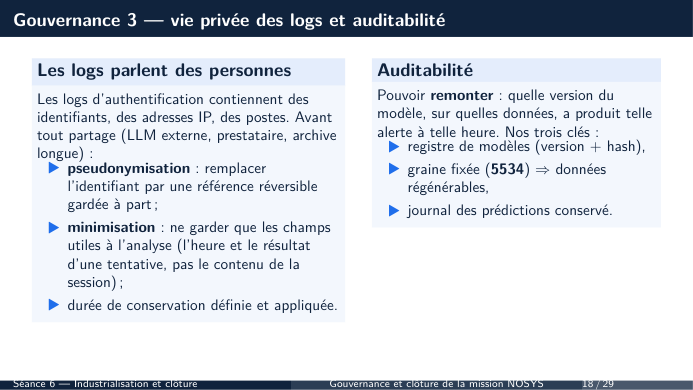 Gouvernance 3 — vie privée des logs et auditabilité
Les logs parlent des personnes
Les logs d'authentification contiennent des
identifiants, des adresses IP, des postes. Avant
tout partage (LLM externe, prestataire, archive
longue) :
▶ pseudonymisation : remplacer
l'identifiant par une référence réversible
gardée à part ;
▶ minimisation : ne garder que les champs
utiles à l'analyse (l'heure et le résultat
d'une tentative, pas le contenu de la
session) ;
▶ durée de conservation définie et appliquée.
Auditabilité
Pouvoir remonter : quelle version du
modèle, sur quelles données, a produit telle
alerte à telle heure. Nos trois clés :
▶ registre de modèles (version + hash),
▶ graine fixée (5534) ⇒ données
régénérables,
▶ journal des prédictions conservé.
Séance 6 — Industrialisation et clôture
Gouvernance et clôture de la mission NOSYS
18 / 29